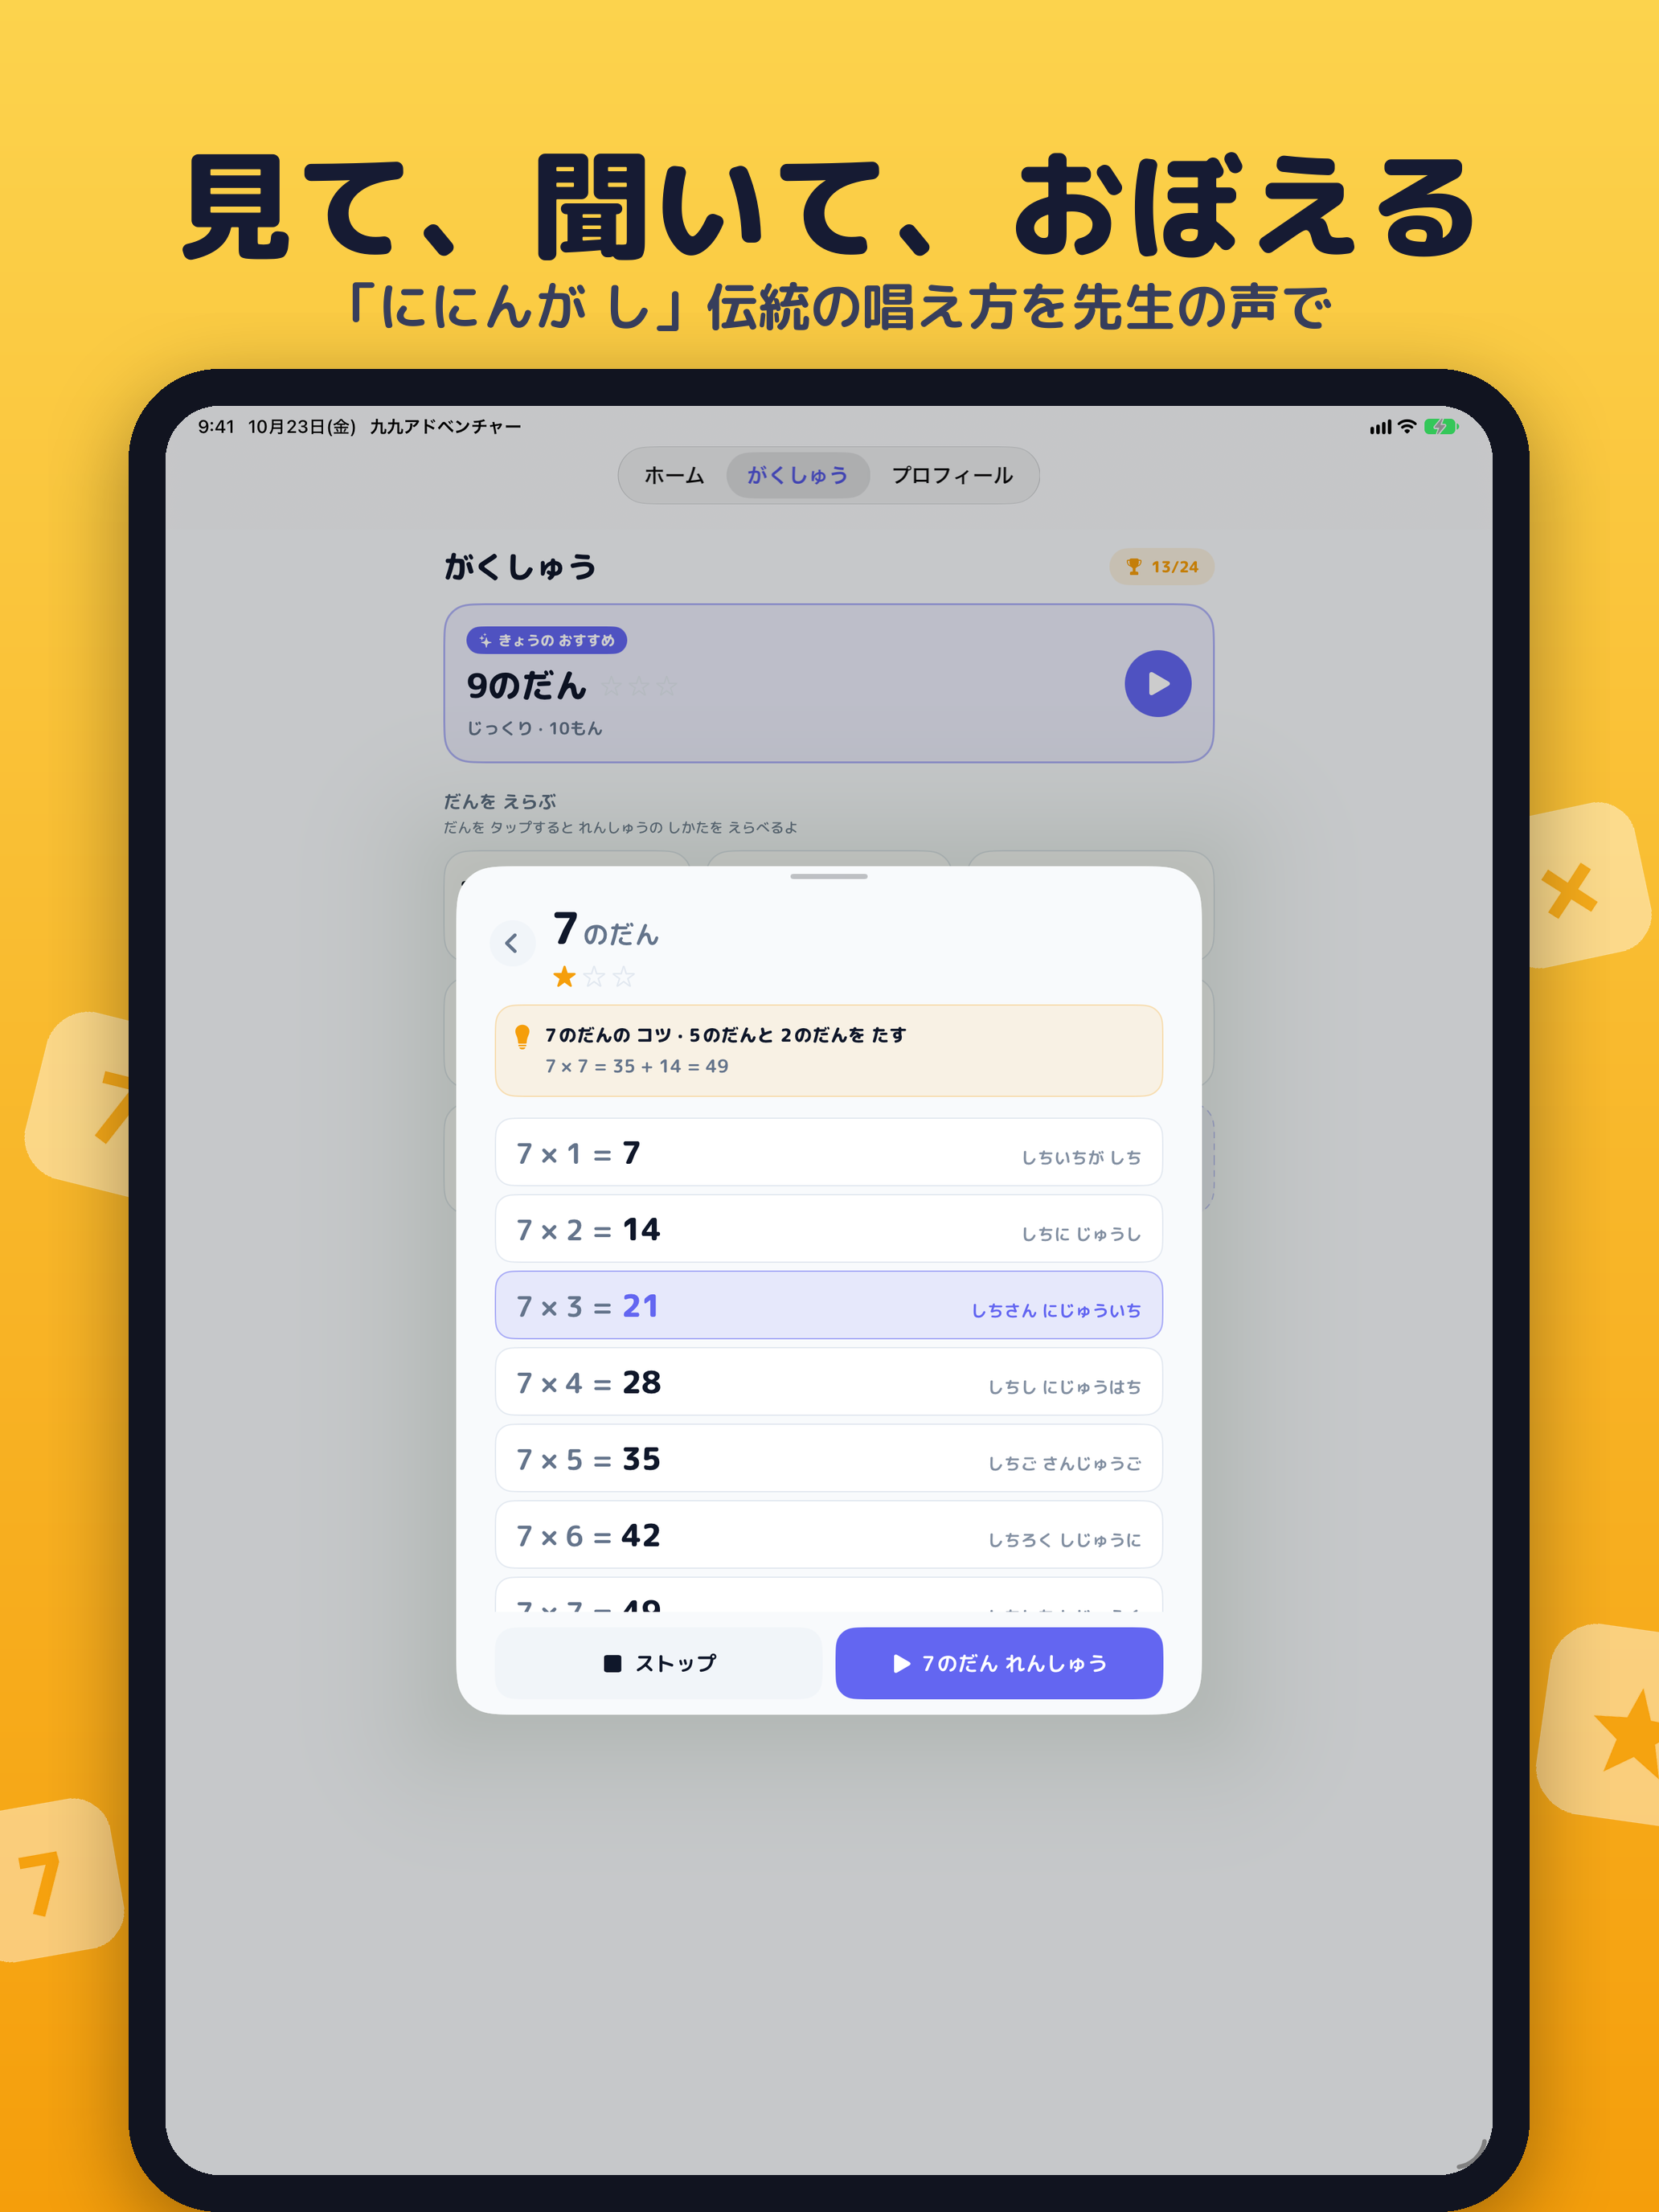 見て、聞いて、おぼえる
「ににんが し」伝統の唱え方を先生の声で
9:41 10月23日(金) 九九アドベンチャー
ホーム がくしゅう プロフィール
がくしゅう
13/24
きょうの おすすめ
9のだん
じっくり・10もん
だんを えらぶ
だんを タップすると れんしゅうの しかたを えらべるよ
7のだん
7のだんの コツ・5のだんと 2のだんを たす
7 × 7 = 35 + 14 = 49
7 × 1 = 7 しちいちが しち
7 × 2 = 14 しちに じゅうし
7 × 3 = 21 しちさん にじゅういち
7 × 4 = 28 しちし にじゅうはち
7 × 5 = 35 しちご さんじゅうご
7 × 6 = 42 しちろく しじゅうに
7 × 7 = 49
ストップ
7のだん れんしゅう
×
7
7